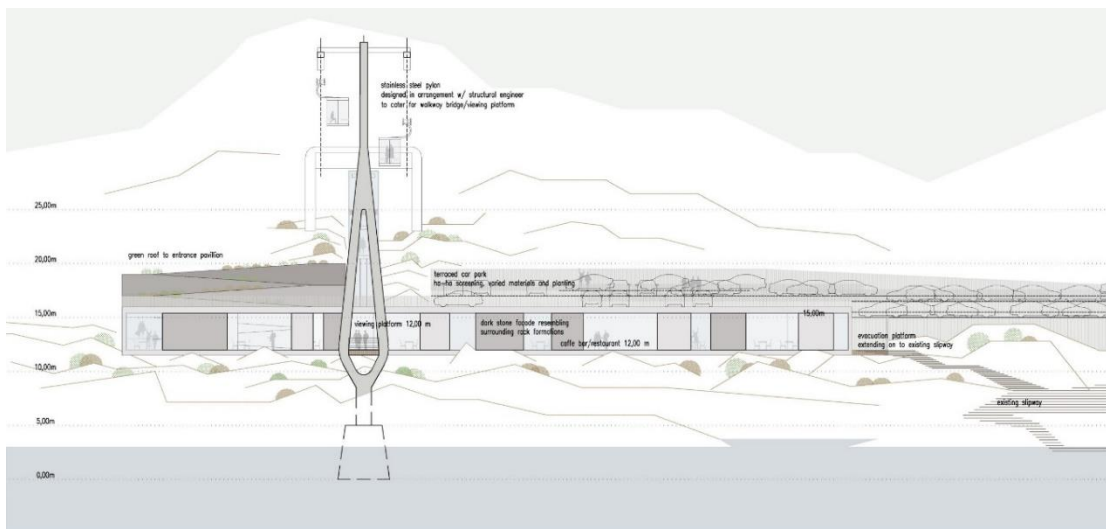 stainless steel pylon
designed in arrangement w/ structural engineer
to cater for walkway bridge/viewing platform
25,00m
green roof to entrance pavillion
20,00m
terraced car park
ha-ha screening, varied materials and planting
15,00m
viewing platform 12,00 m
dark stone facade resembling
surrounding rock formations
15,00m
caffe bar/restaurant 12,00 m
evacuation platform
extending on to existing slipway
10,00m
existing slipway
5,00m
0,00m